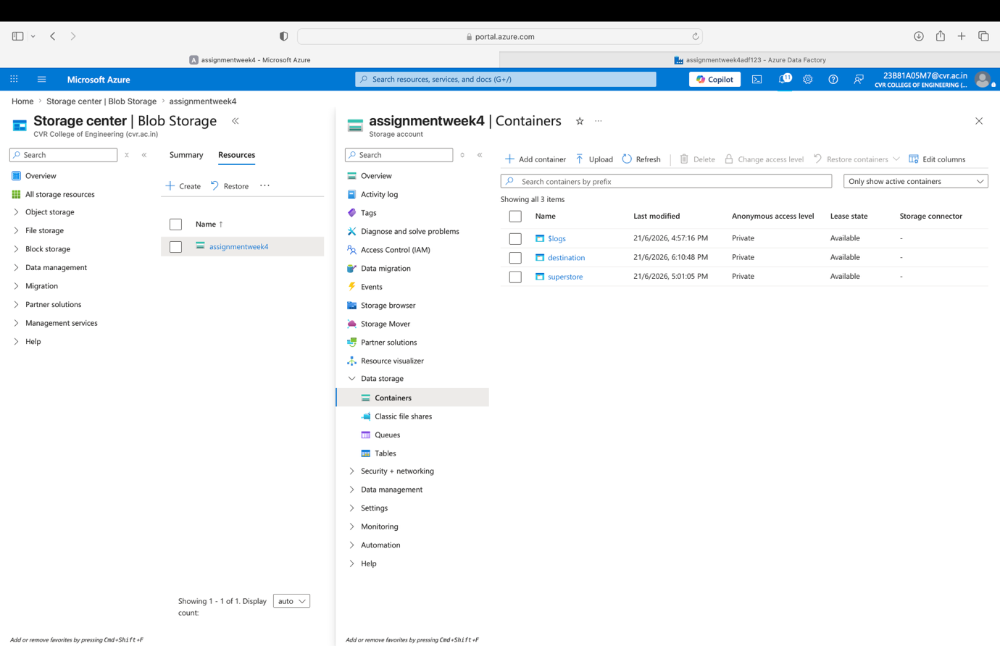 portal.azure.com
A assignmentweek4 - Microsoft Azure
assignmentweek4adf123 - Azure Data Factory
Microsoft Azure
Search resources, services, and docs (G+/)
Copilot
11
23B81A05M7@cvr.ac.in
CVR COLLEGE OF ENGINEERING (...
Home > Storage center | Blob Storage > assignmentweek4
Storage center | Blob Storage
CVR College of Engineering (cvr.ac.in)
Search
Overview
All storage resources
Object storage
File storage
Block storage
Data management
Migration
Partner solutions
Management services
Help
Summary
Resources
Create
Restore
Name ↑
assignmentweek4
Showing 1 - 1 of 1. Display
count:
auto
Add or remove favorites by pressing Cmd+Shift+F
assignmentweek4 | Containers
Storage account
Search
Overview
Activity log
Tags
Diagnose and solve problems
Access Control (IAM)
Data migration
Events
Storage browser
Storage Mover
Partner solutions
Resource visualizer
Data storage
Containers
Classic file shares
Queues
Tables
Security + networking
Data management
Settings
Monitoring
Automation
Help
Add or remove favorites by pressing Cmd+Shift+F
Add container Upload Refresh Delete Change access level Restore containers Edit columns
Search containers by prefix
Only show active containers
Showing all 3 items
Name Last modified Anonymous access level Lease state Storage connector
$logs 21/6/2026, 4:57:16 PM Private Available -
destination 21/6/2026, 6:10:48 PM Private Available -
superstore 21/6/2026, 5:01:05 PM Private Available -